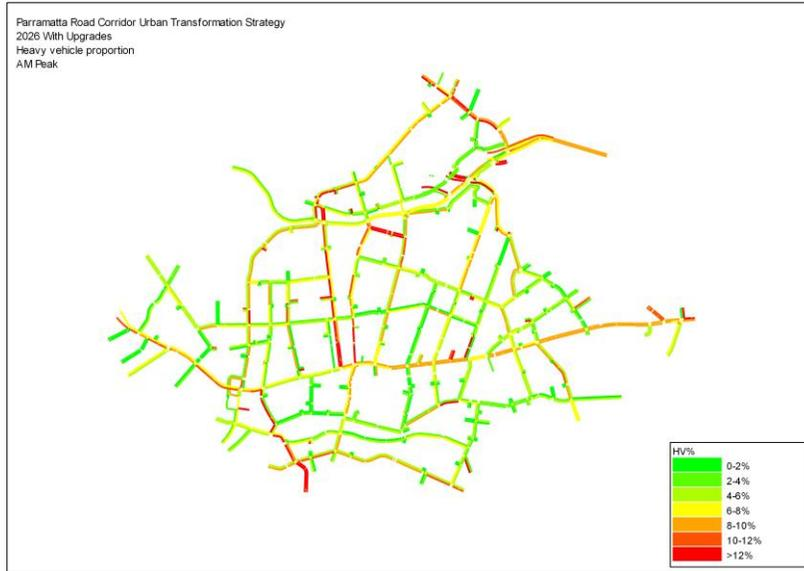 Parramatta Road Corridor Urban Transformation Strategy
2026 With Upgrades
Heavy vehicle proportion
AM Peak
HV%
0-2%
2-4%
4-6%
6-8%
8-10%
10-12%
>12%